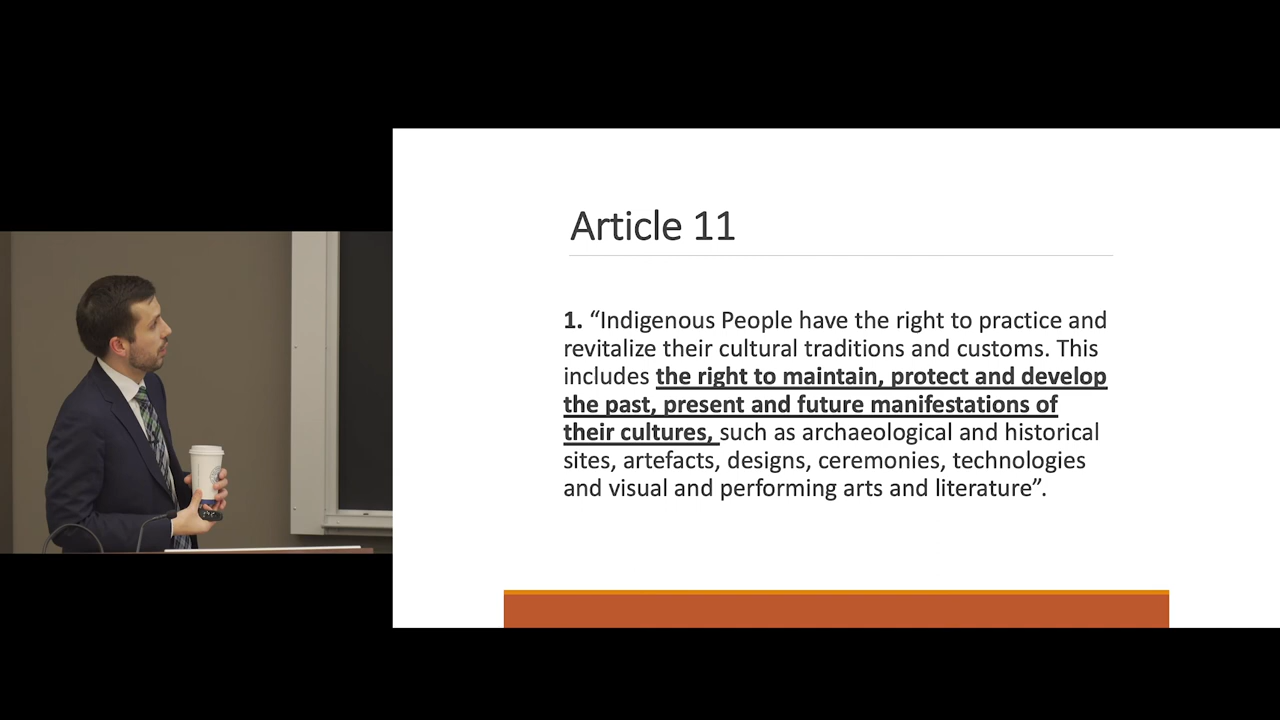 Article 11
1. “Indigenous People have the right to practice and
revitalize their cultural traditions and customs. This
includes the right to maintain, protect and develop
the past, present and future manifestations of
their cultures, such as archaeological and historical
sites, artefacts, designs, ceremonies, technologies
and visual and performing arts and literature”.